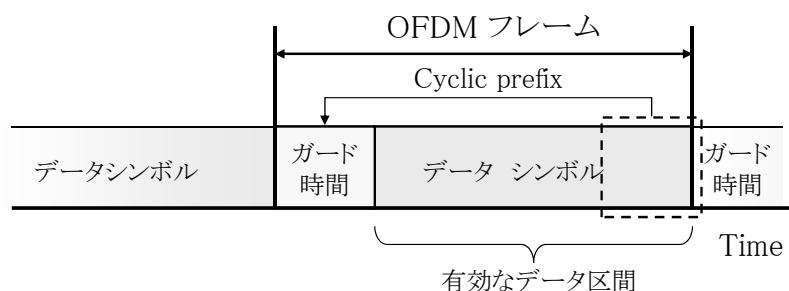 OFDM フレーム
Cyclic prefix
データシンボル
ガード
時間
データ シンボル
ガード
時間
Time
有効なデータ区間